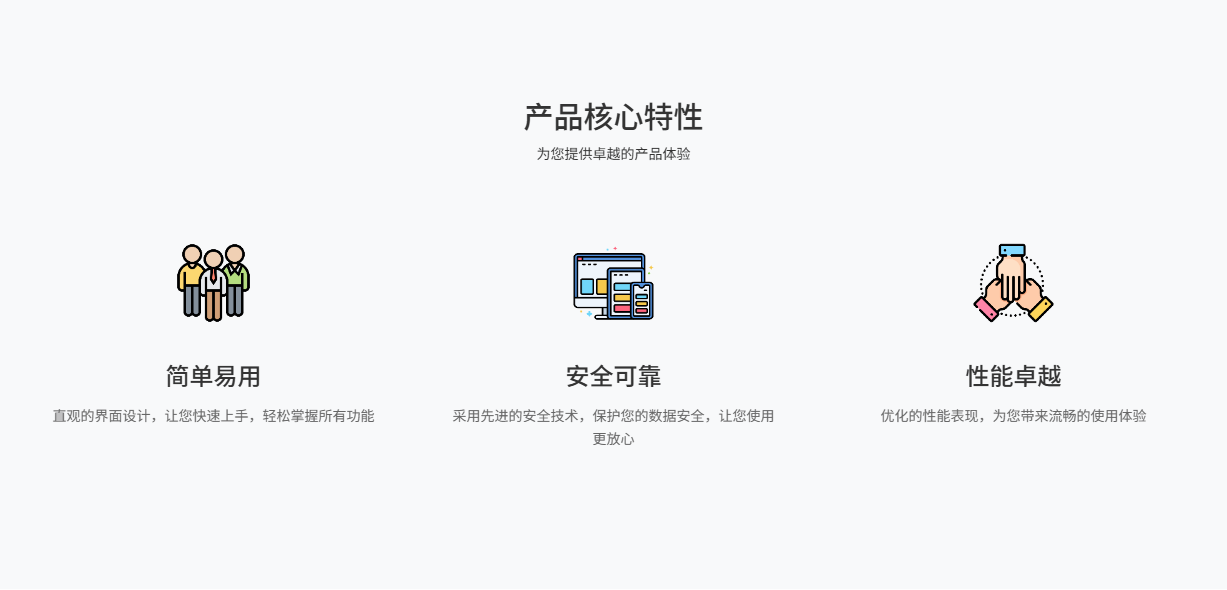 产品核心特性
为您提供卓越的产品体验
简单易用
直观的界面设计，让您快速上手，轻松掌握所有功能
安全可靠
采用先进的安全技术，保护您的数据安全，让您使用
更放心
性能卓越
优化的性能表现，为您带来流畅的使用体验